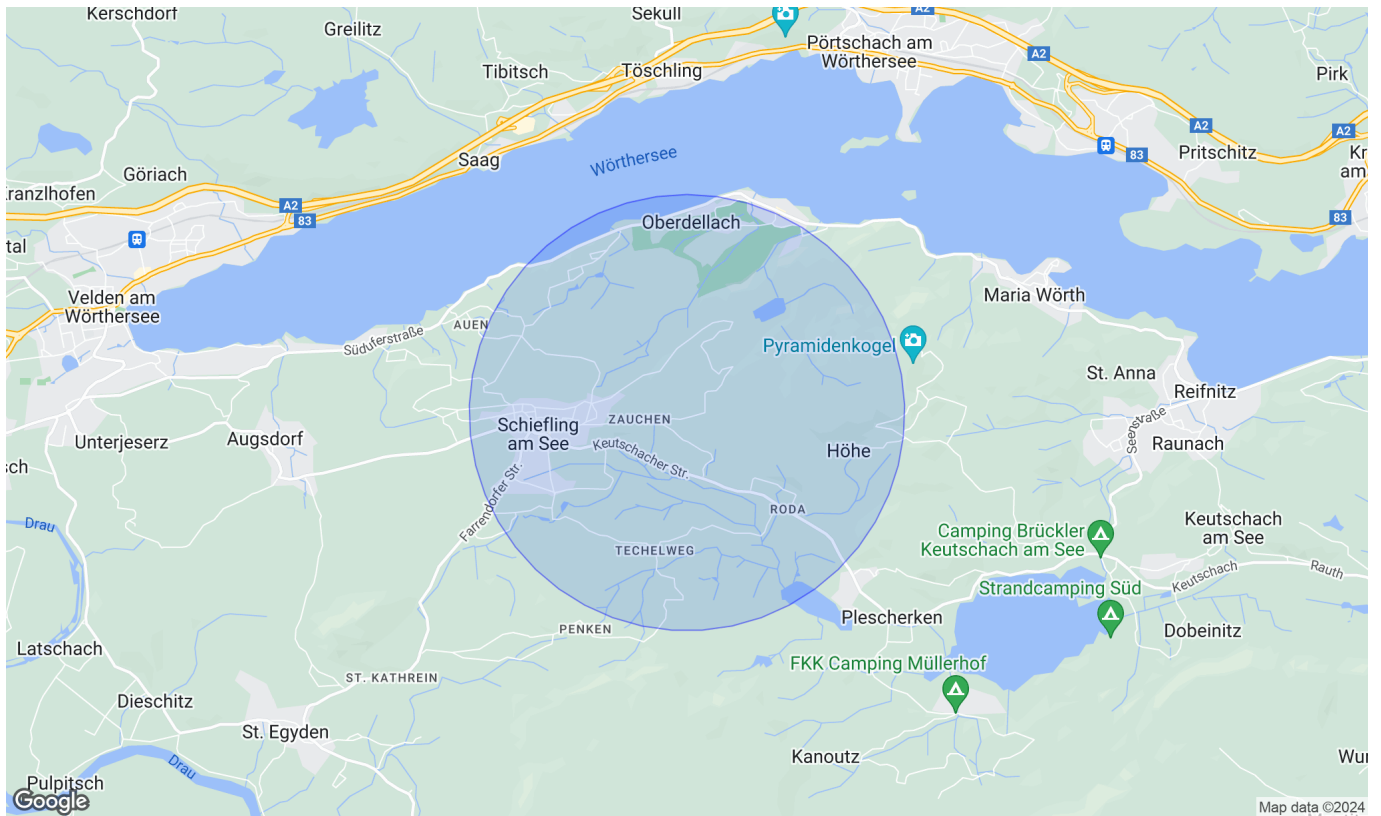 Kerschdorf
Greilitz
Sekull
A2
Pörtschach am
Wörthersee
A2
Tibitsch
Töschling
Pirk
A2
A2
Saag
Wörthersee
83
Pritschitz
Göriach
A2
83
83
Oberdellach
Velden am
Wörthersee
Maria Wörth
AUEN
Süduferstraße
Pyramidenkogel
St. Anna
Reifnitz
Schiefling
am See
ZAUCHEN
Keutschacher Str.
Seenstraße
Unterjeserz
Augsdorf
Raunach
Höhe
Farrendorfer Str.
RODA
Drau
TECHELWEG
Camping Brückler
Keutschach am See
Keutschach
am See
Keutschach
Rauth
Strandcamping Süd
Plescherken
PENKEN
Dobeinitz
Latschach
FKK Camping Müllerhof
ST. KATHREIN
Dieschitz
St. Egyden
Kanoutz
Drau
Pulpitsch
Google
Map data ©2024